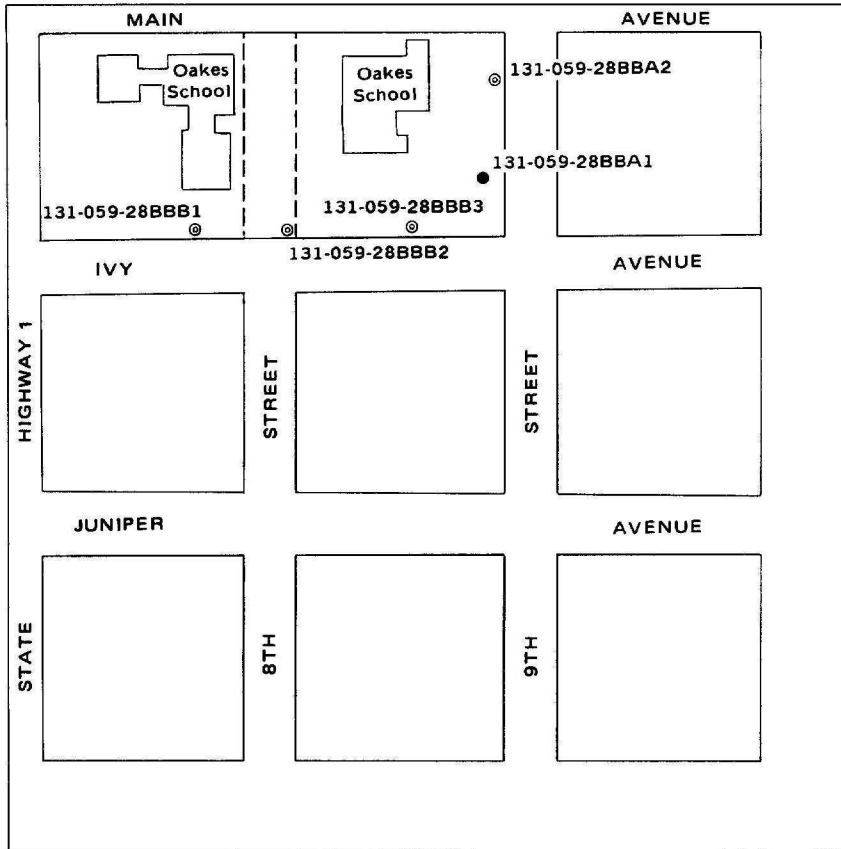 MAIN AVENUE
Oakes
School
Oakes
School
131-059-28BBA2
131-059-28BBA1
131-059-28BBB1
131-059-28BBB3
131-059-28BBB2
IVY AVENUE
HIGHWAY 1
STREET
STREET
JUNIPER AVENUE
STATE
8TH
9TH